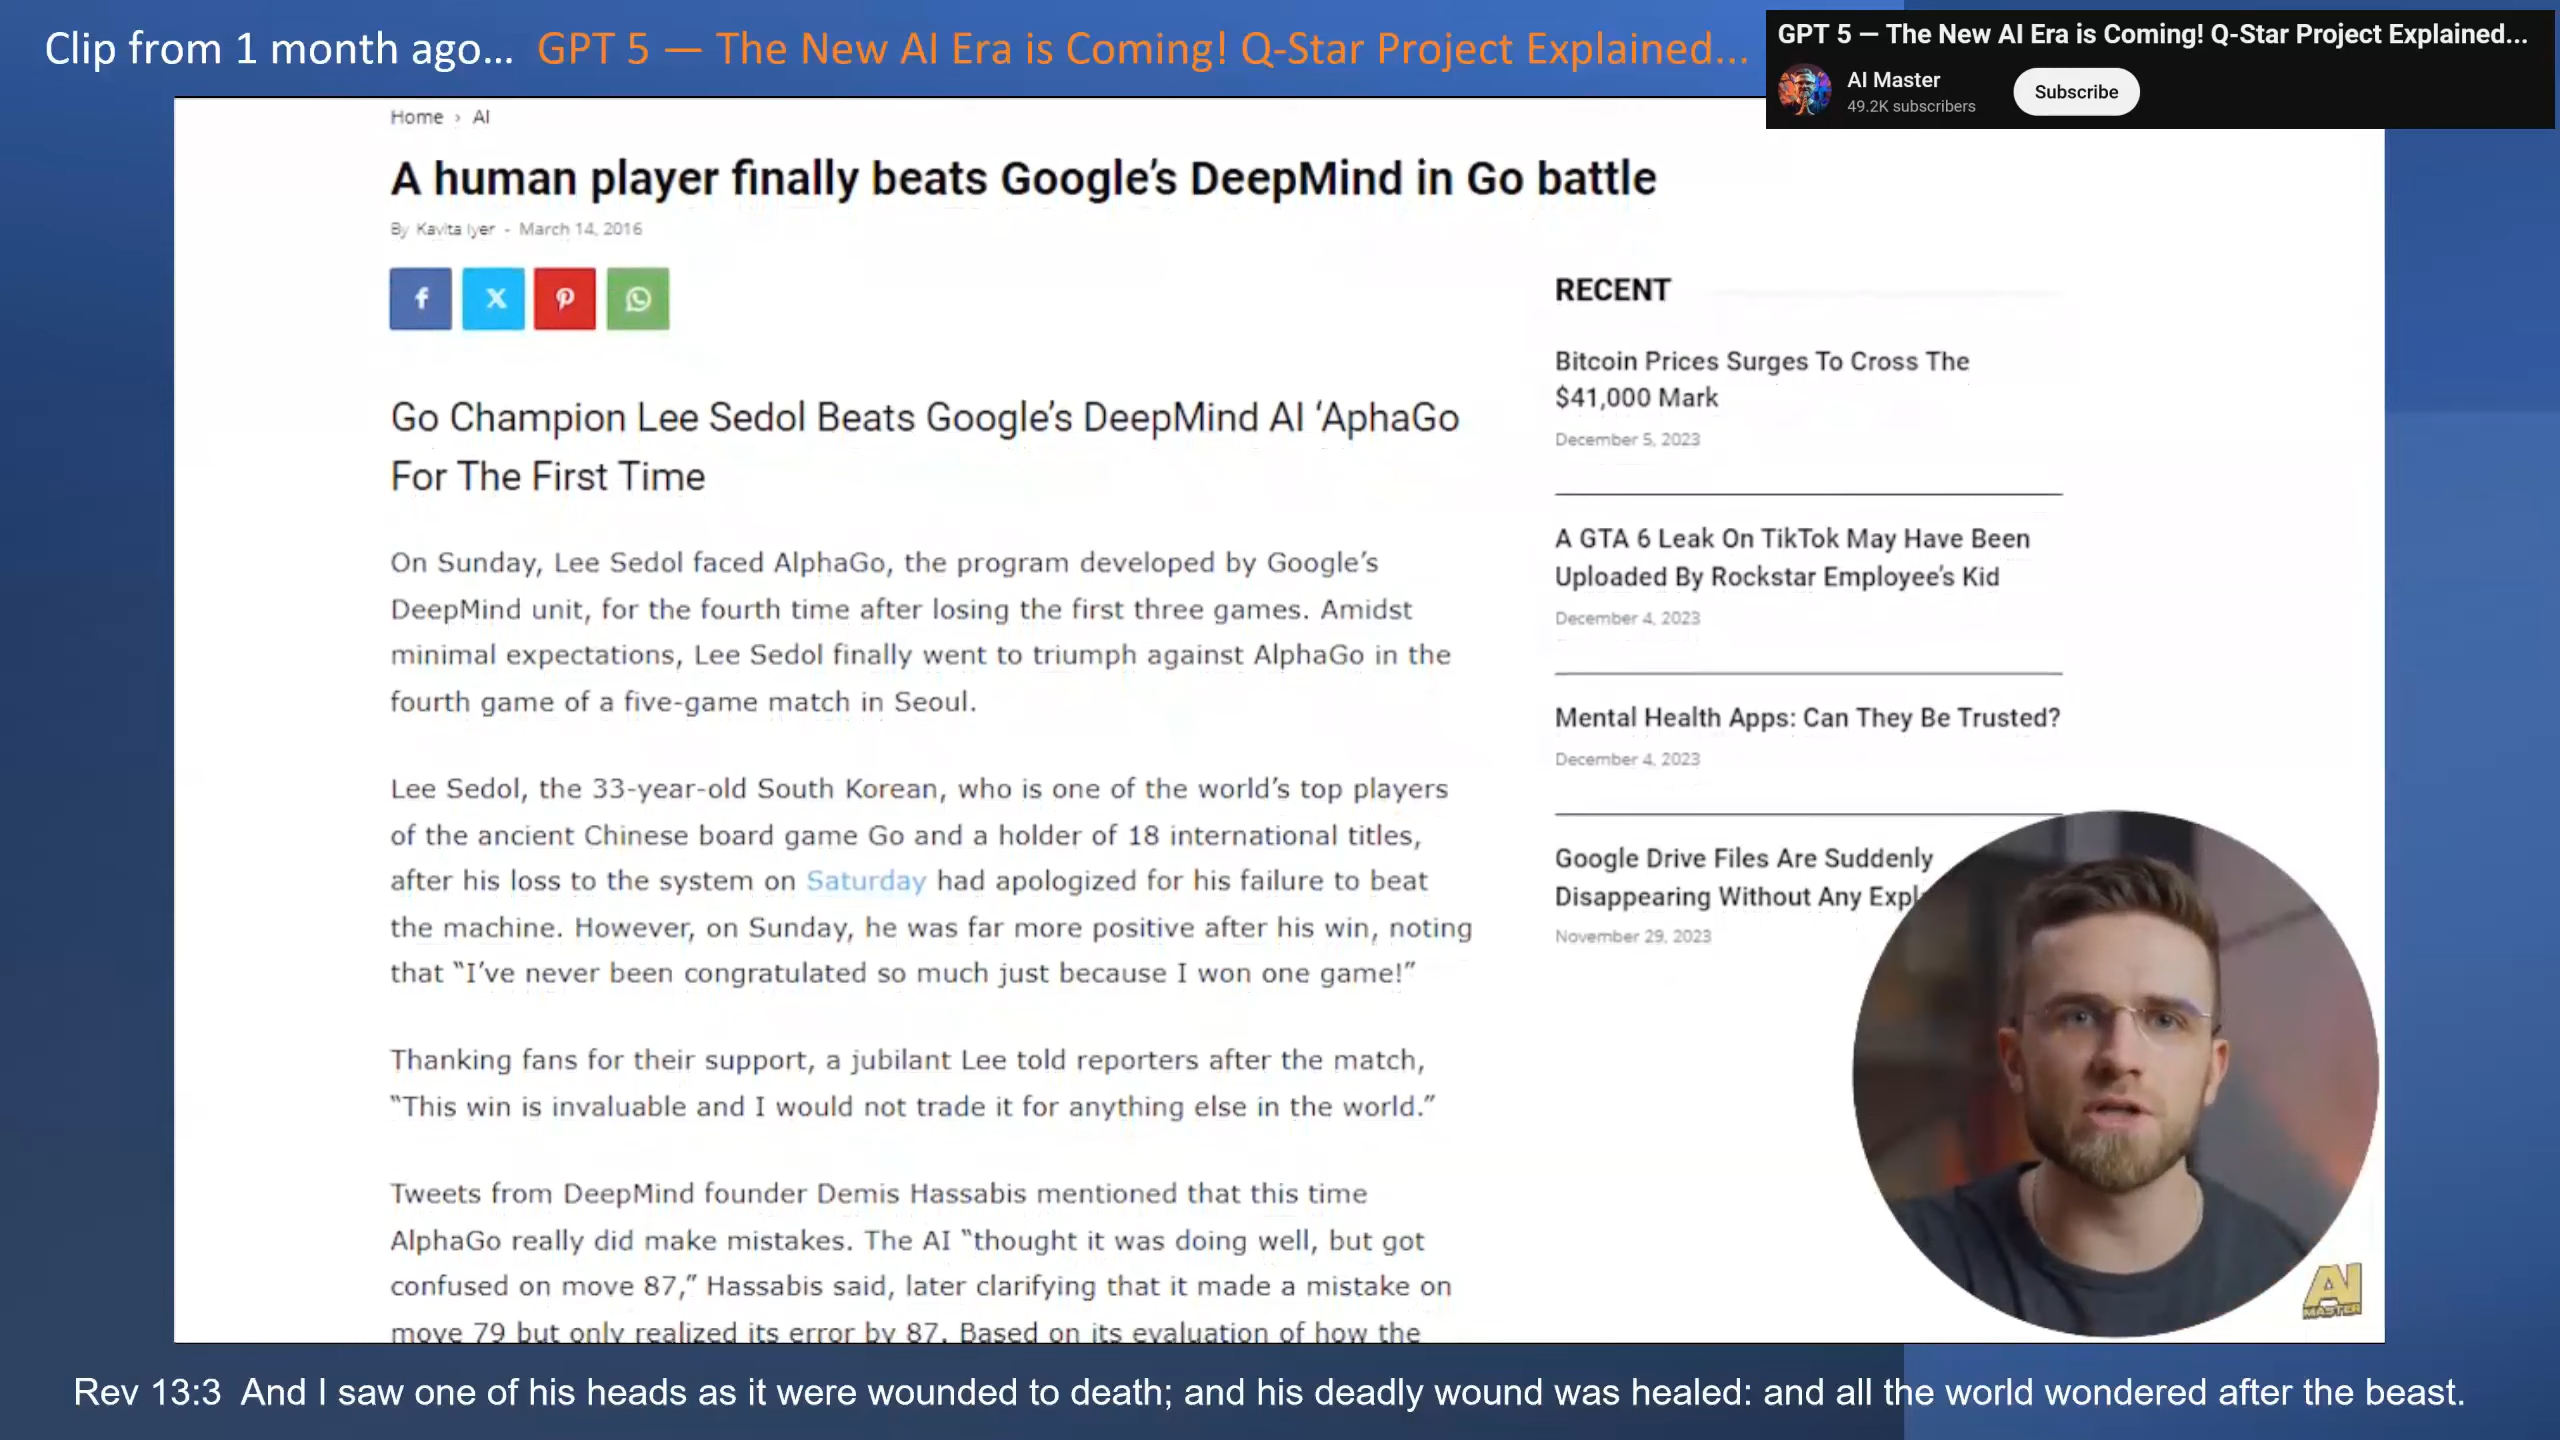 Clip from 1 month ago... GPT 5 — The New AI Era is Coming! Q-Star Project Explained...
GPT 5 — The New AI Era is Coming! Q-Star Project Explained...
AI Master
49.2K subscribers
Subscribe
Home › AI
A human player finally beats Google's DeepMind in Go battle
By Kavita Iyer - March 14, 2016
Go Champion Lee Sedol Beats Google's DeepMind AI 'AphaGo
For The First Time
On Sunday, Lee Sedol faced AlphaGo, the program developed by Google's
DeepMind unit, for the fourth time after losing the first three games. Amidst
minimal expectations, Lee Sedol finally went to triumph against AlphaGo in the
fourth game of a five-game match in Seoul.
Lee Sedol, the 33-year-old South Korean, who is one of the world's top players
of the ancient Chinese board game Go and a holder of 18 international titles,
after his loss to the system on Saturday had apologized for his failure to beat
the machine. However, on Sunday, he was far more positive after his win, noting
that "I've never been congratulated so much just because I won one game!"
Thanking fans for their support, a jubilant Lee told reporters after the match,
"This win is invaluable and I would not trade it for anything else in the world."
Tweets from DeepMind founder Demis Hassabis mentioned that this time
AlphaGo really did make mistakes. The AI "thought it was doing well, but got
confused on move 87," Hassabis said, later clarifying that it made a mistake on
move 79 but only realized its error by 87. Based on its evaluation of how the
RECENT
Bitcoin Prices Surges To Cross The
$41,000 Mark
December 5, 2023
A GTA 6 Leak On TikTok May Have Been
Uploaded By Rockstar Employee's Kid
December 4, 2023
Mental Health Apps: Can They Be Trusted?
December 4, 2023
Google Drive Files Are Suddenly
Disappearing Without Any Expl
November 29, 2023
AI
MASTER
Rev 13:3 And I saw one of his heads as it were wounded to death; and his deadly wound was healed: and all the world wondered after the beast.